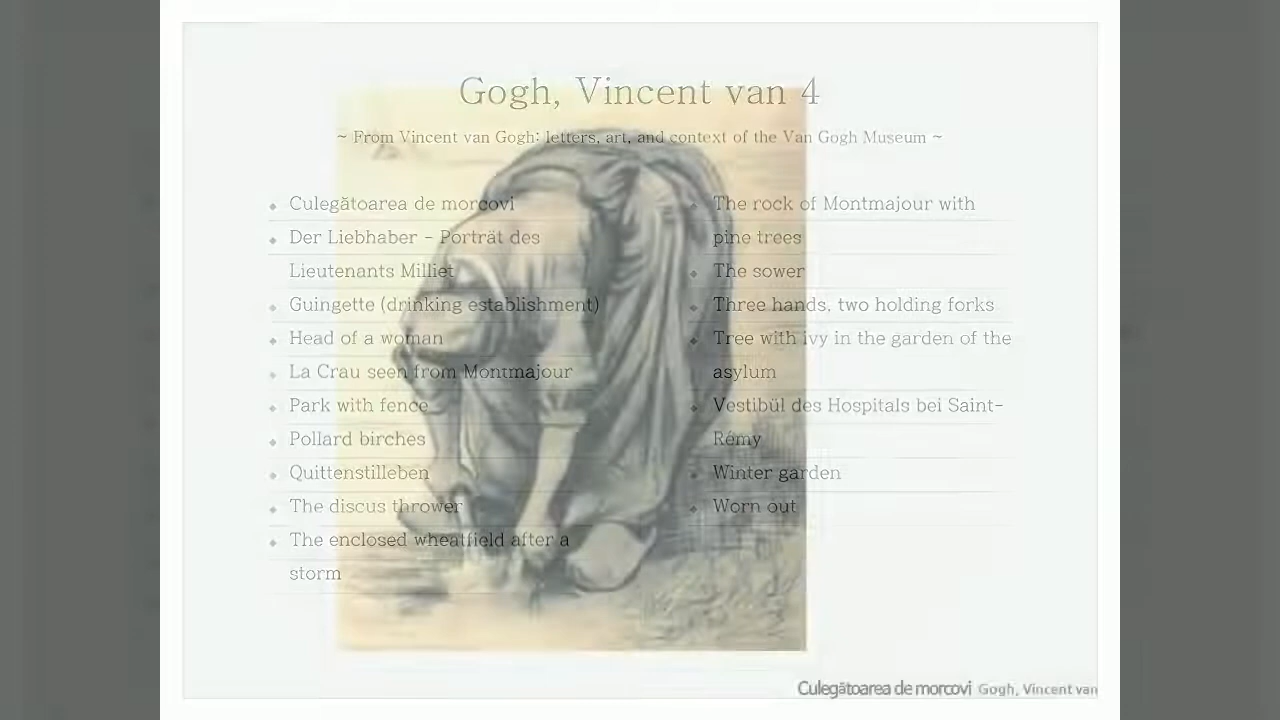 Gogh, Vincent van 4
~ From Vincent van Gogh: letters, art, and context of the Van Gogh Museum ~
Culegătoarea de morcovi
Der Liebhaber - Porträt des
Lieutenants Milliet
Guingette (drinking establishment)
Head of a woman
La Crau seen from Montmajour
Park with fence
Pollard birches
Quittenstilleben
The discus thrower
The enclosed wheatfield after a
storm
The rock of Montmajour with
pine trees
The sower
Three hands, two holding forks
Tree with ivy in the garden of the
asylum
Vestibül des Hospitals bei Saint-
Rémy
Winter garden
Worn out
Culegătoarea de morcovi Gogh, Vincent van